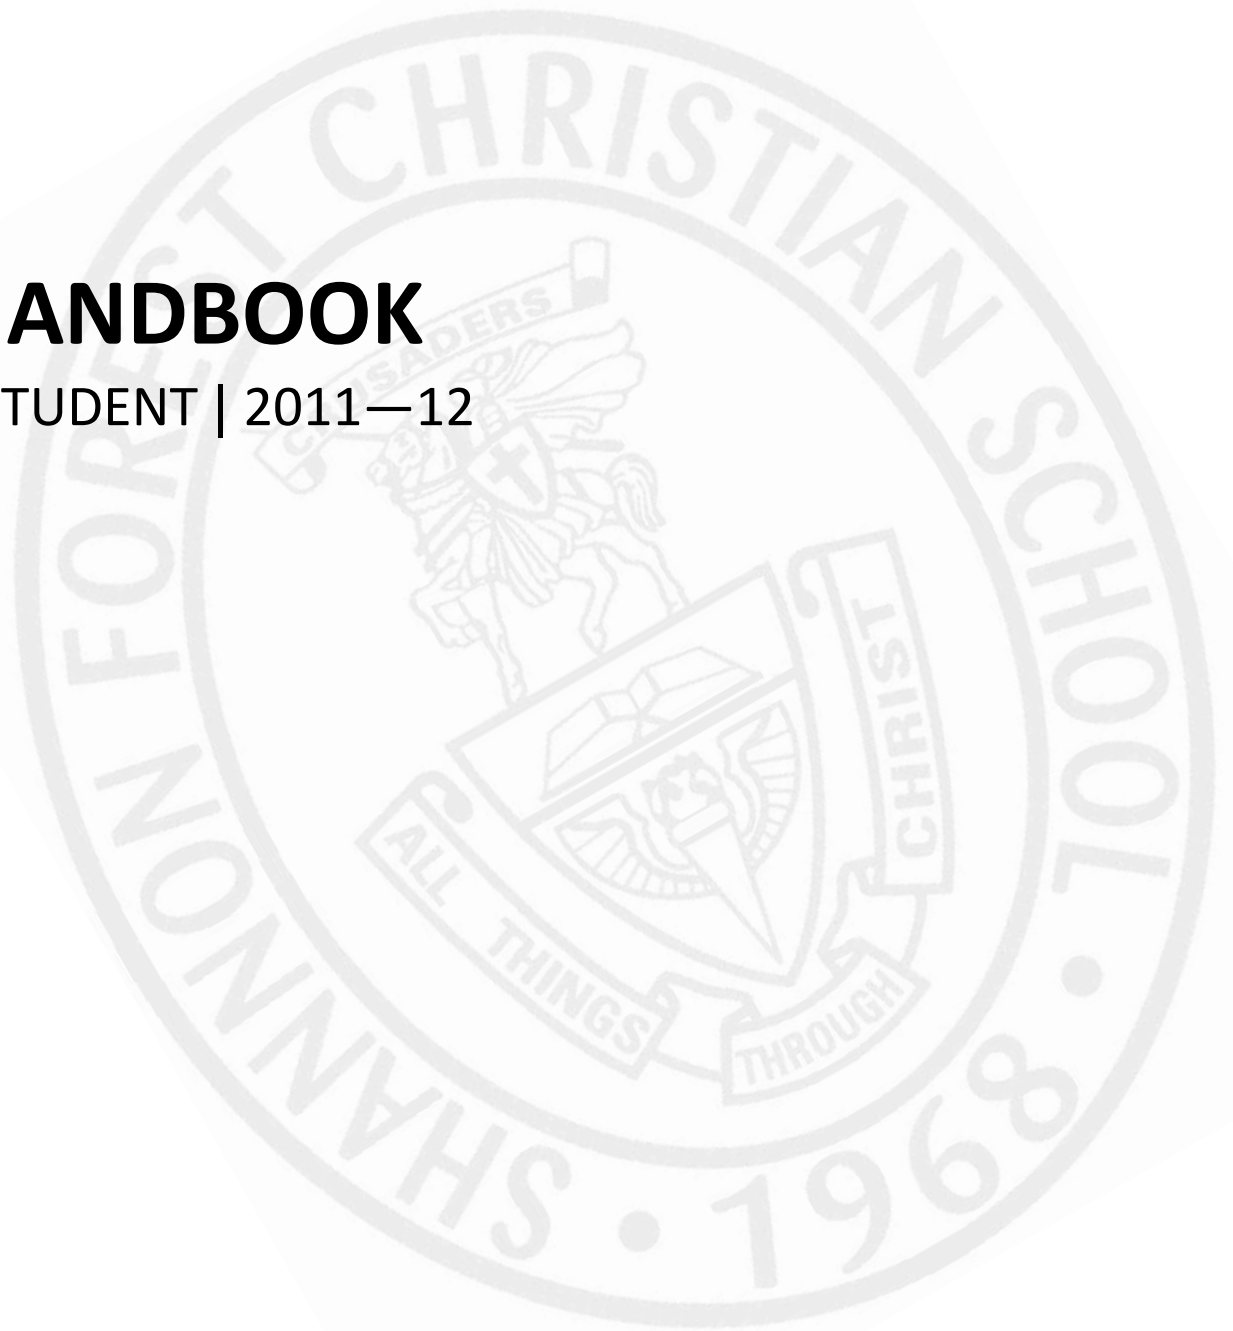 ANDBOOK
TUDENT | 2011—12
SHANNON FOREST CHRISTIAN SCHOOL • 1968 •
CRUSADERS
ALL THINGS THROUGH CHRIST